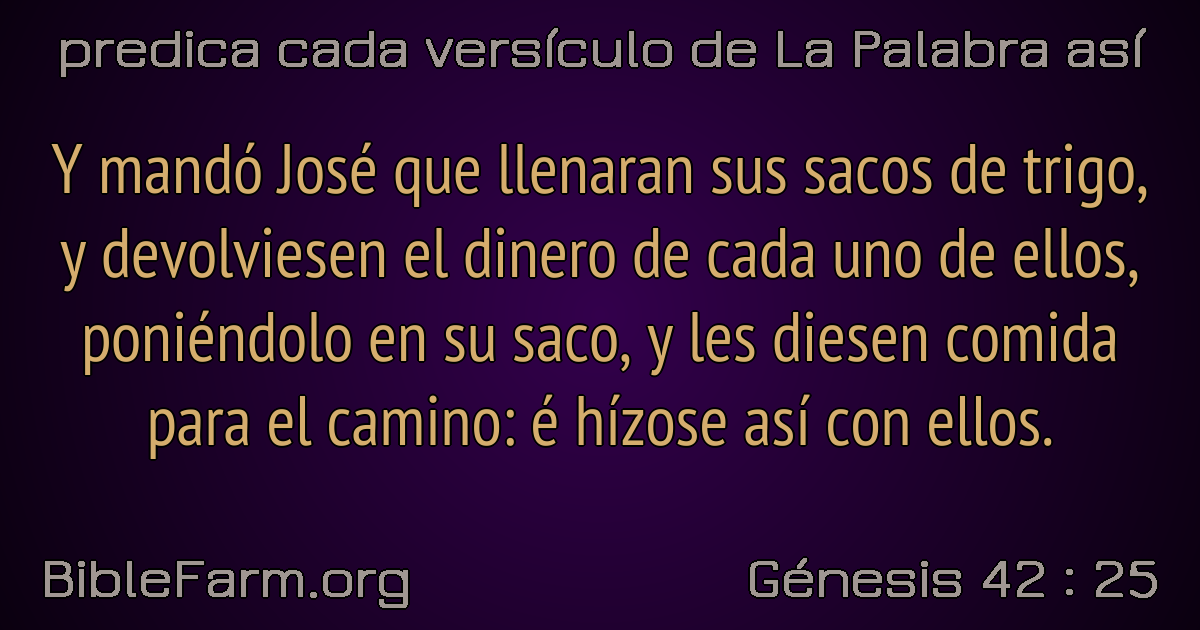 predica cada versículo de La Palabra así
Y mandó José que llenaran sus sacos de trigo,
y devolviesen el dinero de cada uno de ellos,
poniéndolo en su saco, y les diesen comida
para el camino: é hízose así con ellos.
BibleFarm.org
Génesis 42 : 25